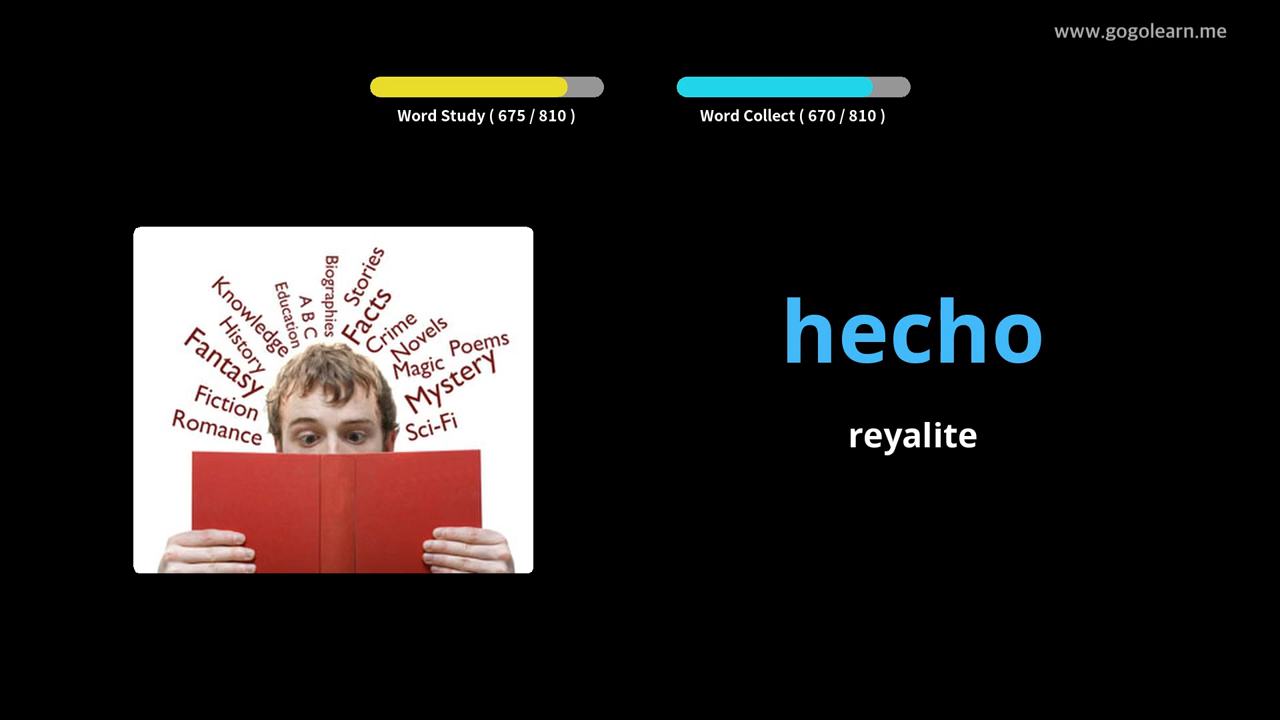 www.gogolearn.me
Word Study ( 675 / 810 )
Word Collect ( 670 / 810 )
Biographies
Stories
Education
A B C
Facts
Knowledge
Crime
History
Novels
Fantasy
Poems
Magic
Mystery
Fiction
Romance
Sci-Fi
hecho
reyalite